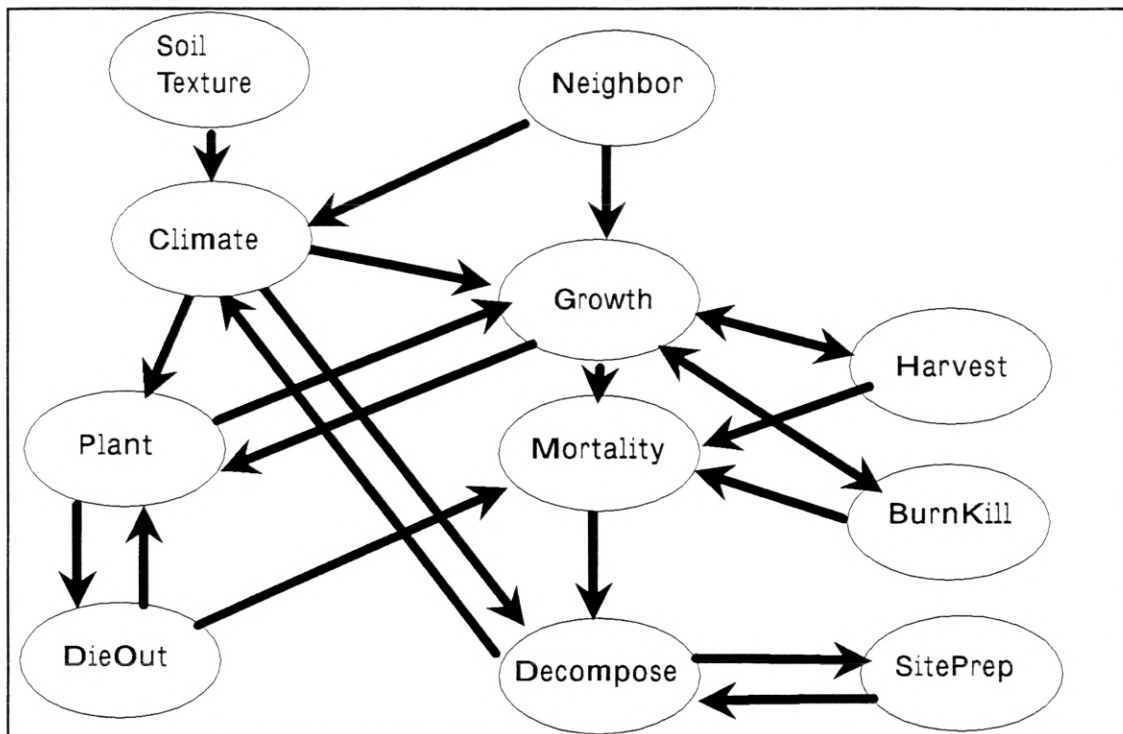 Soil
Texture
Neighbor
Climate
Growth
Harvest
Plant
Mortality
BurnKill
DieOut
Decompose
SitePrep